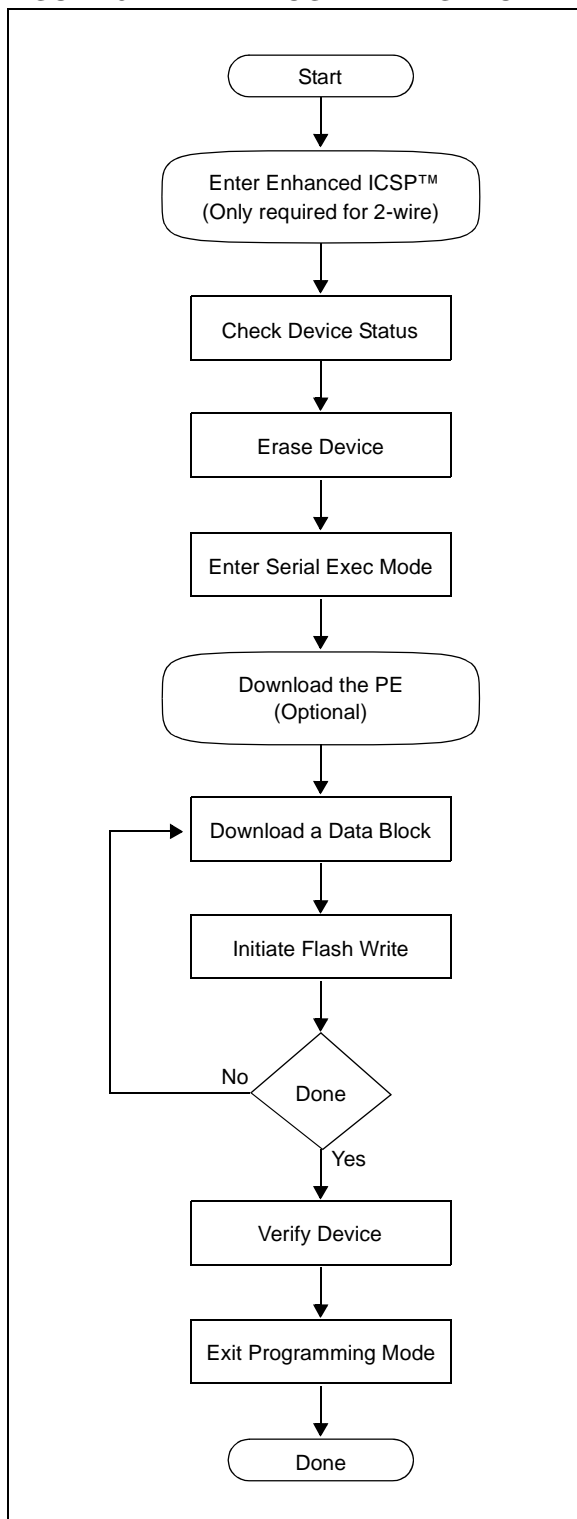 Start
Enter Enhanced ICSP™
(Only required for 2-wire)
Check Device Status
Erase Device
Enter Serial Exec Mode
Download the PE
(Optional)
Download a Data Block
Initiate Flash Write
No
Done
Yes
Verify Device
Exit Programming Mode
Done